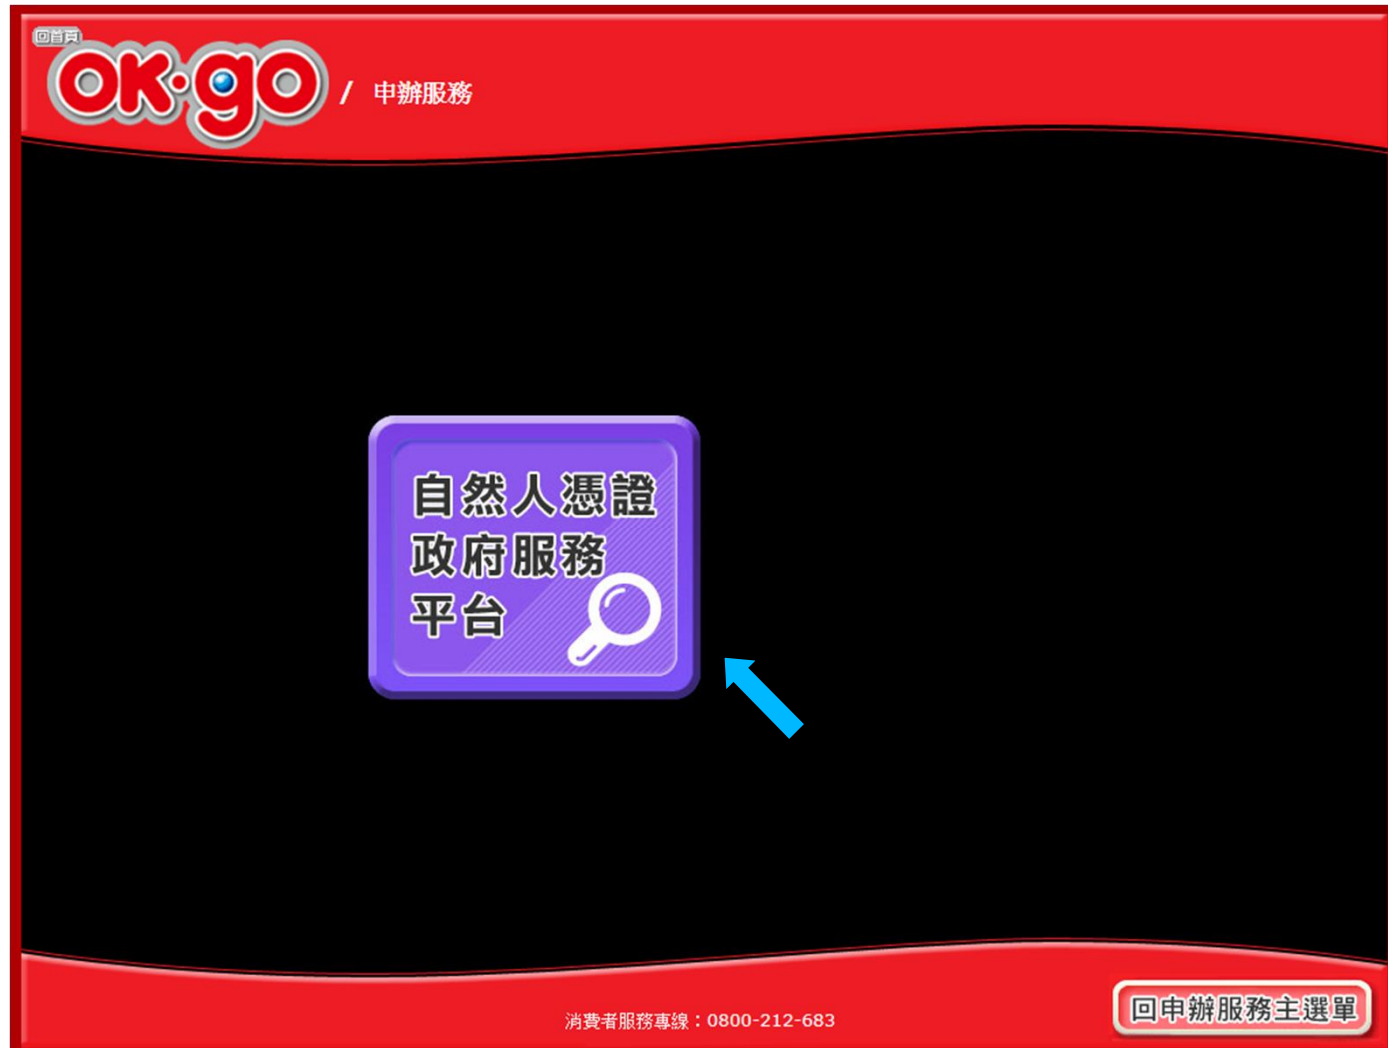 回首頁
OK·go / 申辦服務
自然人憑證
政府服務
平台
消費者服務專線：0800-212-683
回申辦服務主選單